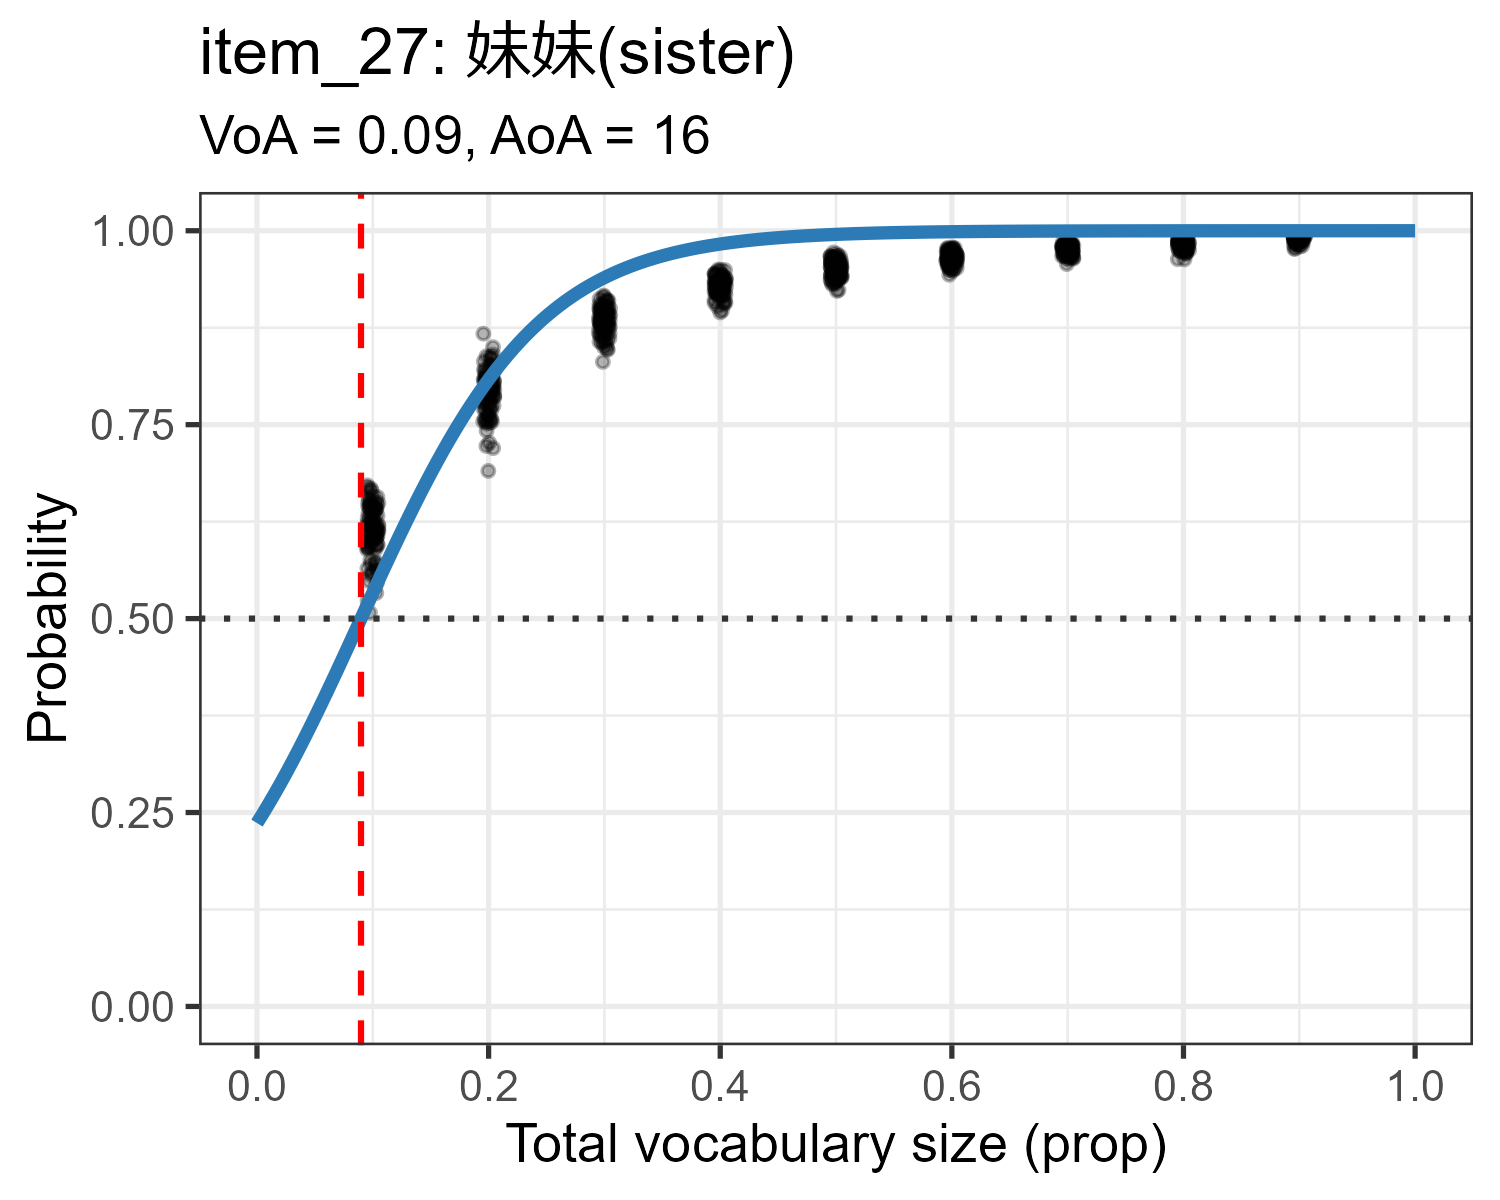 item_27: 妹妹(sister)
VoA = 0.09, AoA = 16
1.00
0.75
0.50
0.25
0.00
Probability
0.0 0.2 0.4 0.6 0.8 1.0
Total vocabulary size (prop)